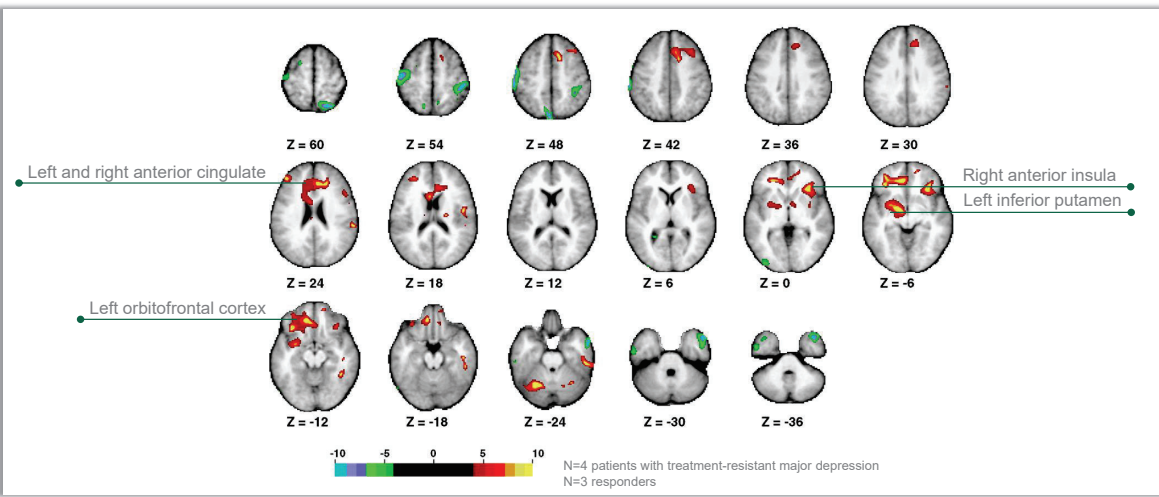 Z = 60
Z = 54
Z = 48
Z = 42
Z = 36
Z = 30
Left and right anterior cingulate
Right anterior insula
Left inferior putamen
Z = 24
Z = 18
Z = 12
Z = 6
Z = 0
Z = -6
Left orbitofrontal cortex
Z = -12
Z = -18
Z = -24
Z = -30
Z = -36
-10 -5 0 5 10
N=4 patients with treatment-resistant major depression
N=3 responders